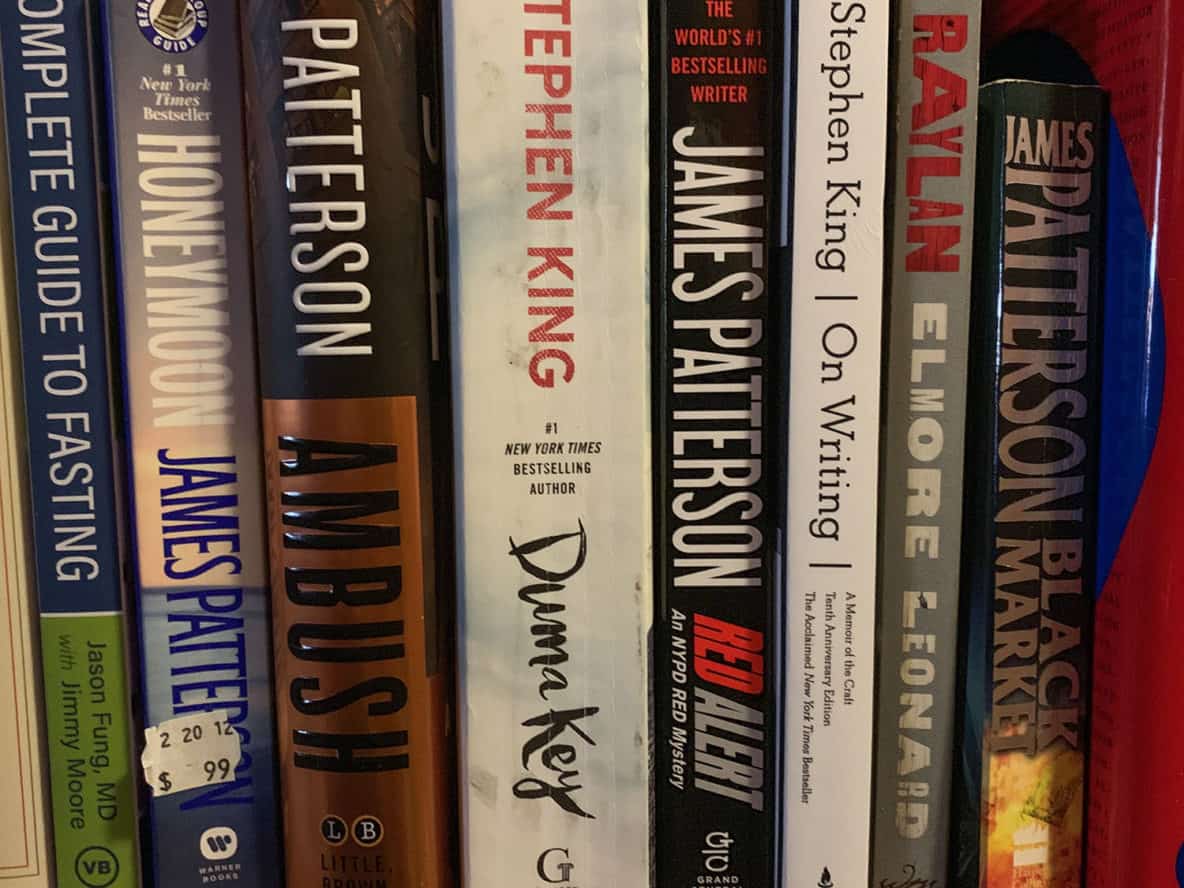 OMPLETE GUIDE TO FASTING
Jason Fung, MD
with Jimmy Moore
VB
GUIDE
#1
New York
Times
Bestseller
HONEYMOON
JAMES PATTERSON
2 20 12
$ 99
WARNER
BOOKS
PATTERSON
AMBUSH
L B
LITTLE,
BROWN
TEPHEN KING
#1
NEW YORK TIMES
BESTSELLING
AUTHOR
Duma Key
THE
WORLD'S #1
BESTSELLING
WRITER
JAMES PATTERSON
RED ALERT
An NYPD RED Mystery
GRAND
Stephen King | On Writing |
A Memoir of the Craft
Tenth Anniversary Edition
The Acclaimed New York Times Bestseller
RAYLAN
ELMORE LEONARD
JAMES
PATTERSON
BLACK
MARKET